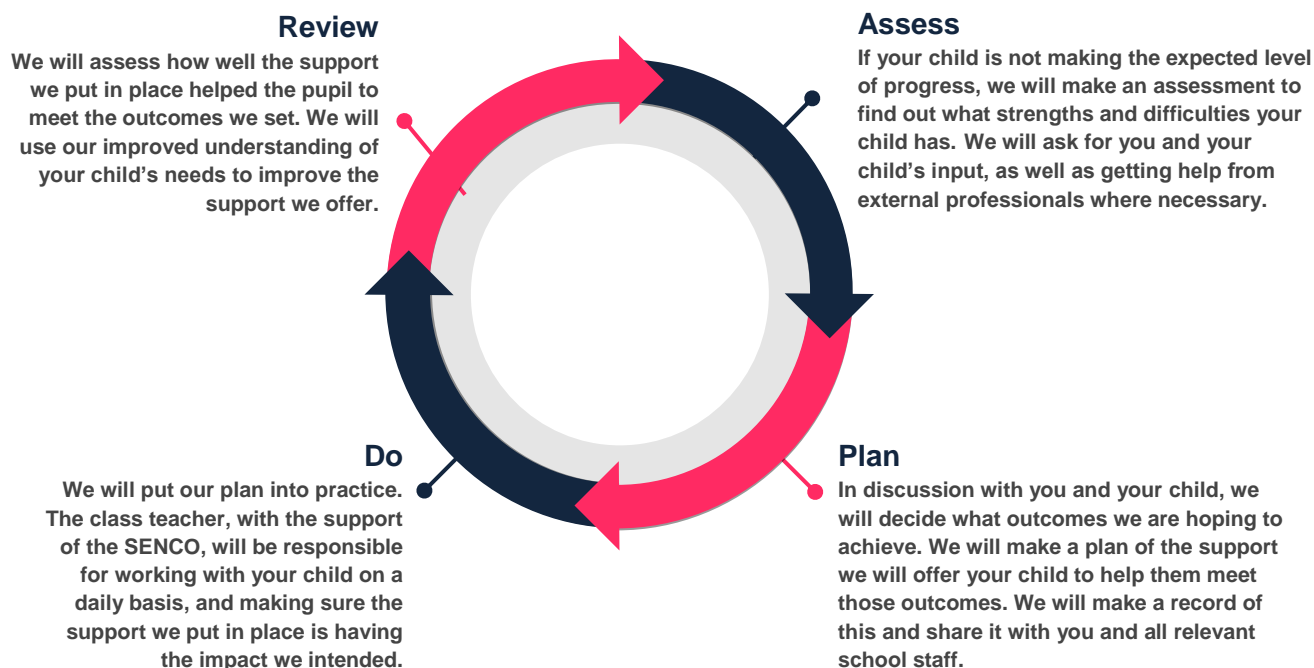 Review
We will assess how well the support
we put in place helped the pupil to
meet the outcomes we set. We will
use our improved understanding of
your child’s needs to improve the
support we offer.
Assess
If your child is not making the expected level
of progress, we will make an assessment to
find out what strengths and difficulties your
child has. We will ask for you and your
child’s input, as well as getting help from
external professionals where necessary.
Do
We will put our plan into practice.
The class teacher, with the support
of the SENCO, will be responsible
for working with your child on a
daily basis, and making sure the
support we put in place is having
the impact we intended.
Plan
In discussion with you and your child, we
will decide what outcomes we are hoping to
achieve. We will make a plan of the support
we will offer your child to help them meet
those outcomes. We will make a record of
this and share it with you and all relevant
school staff.